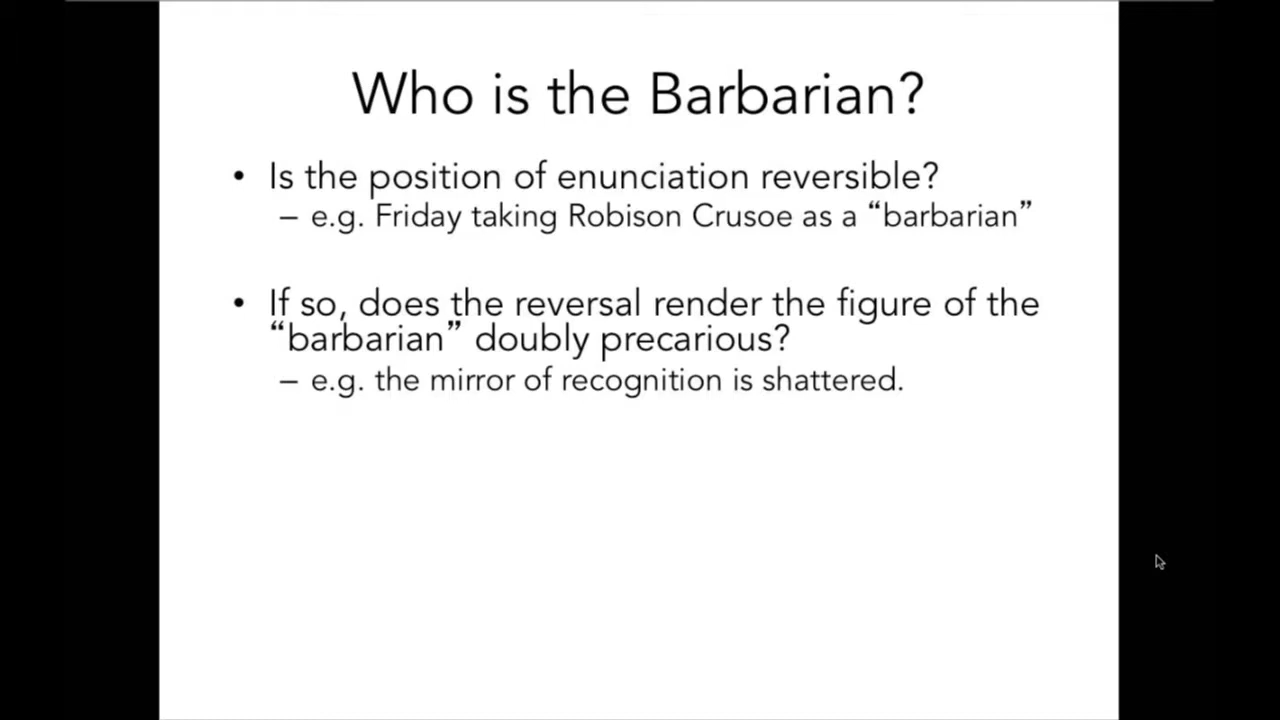 Who is the Barbarian?
• Is the position of enunciation reversible?
– e.g. Friday taking Robison Crusoe as a “barbarian”
• If so, does the reversal render the figure of the
“barbarian” doubly precarious?
– e.g. the mirror of recognition is shattered.